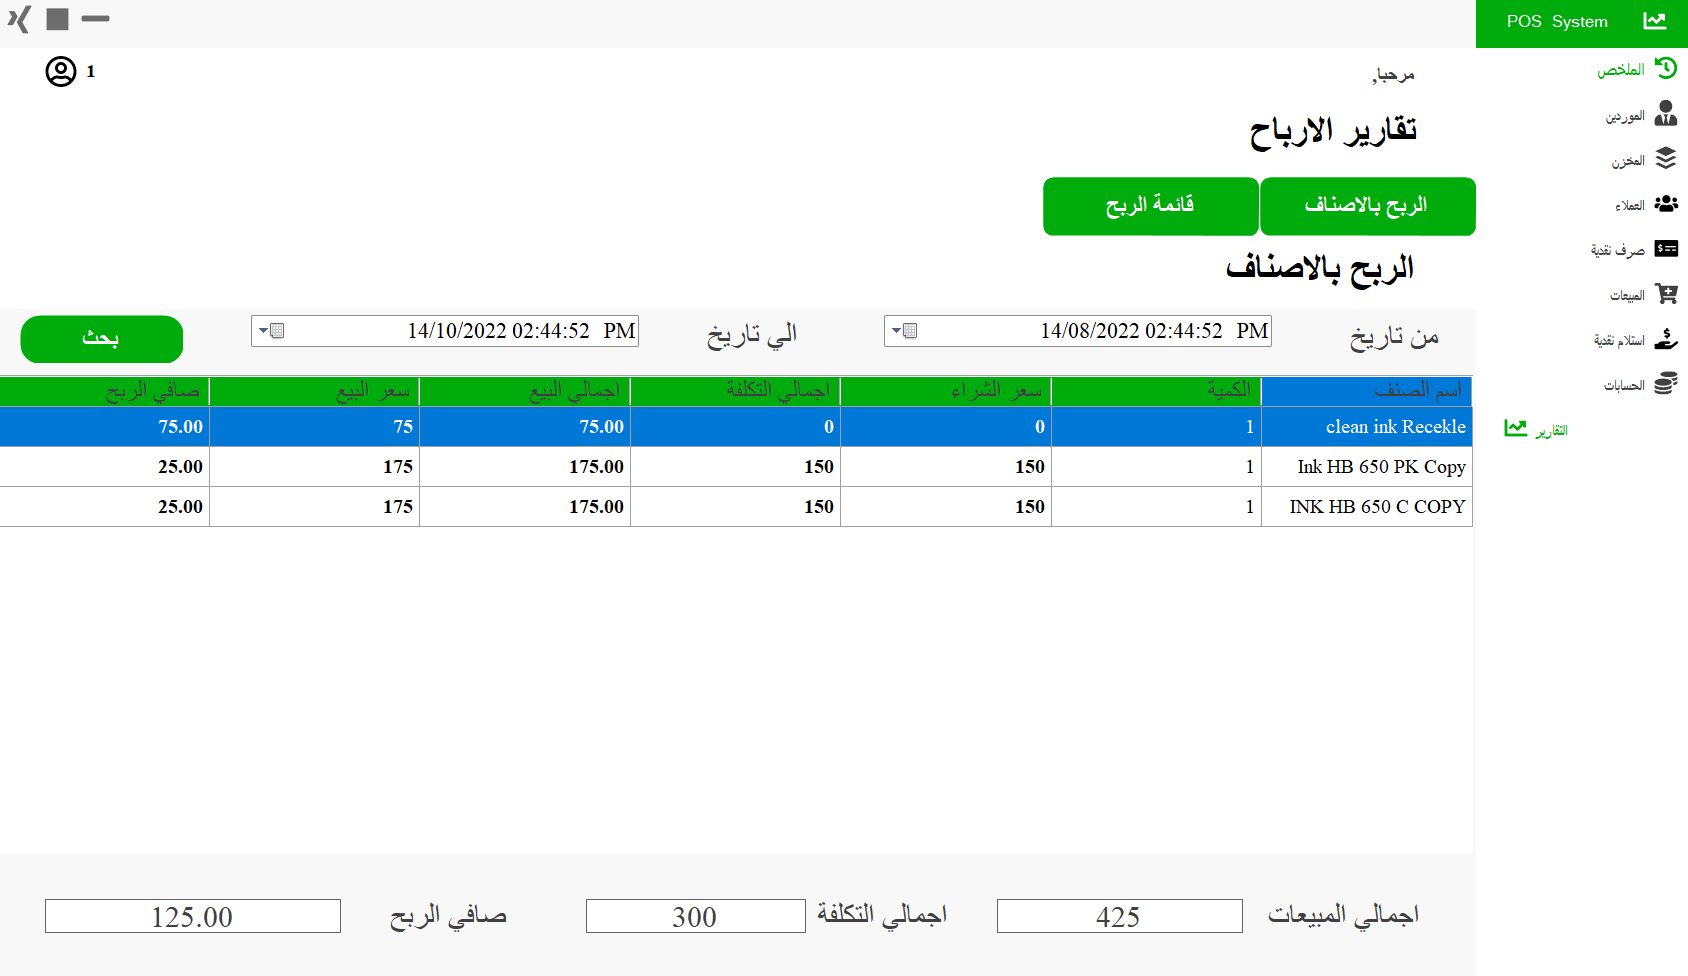 POS System
الملخص
الموردين
المخزن
العملاء
صرف نقدية
المبيعات
استلام نقدية
الحسابات
التقارير
1
مرحبا,
تقارير الارباح
الربح بالاصناف قائمة الربح
الربح بالاصناف
من تاريخ 14/08/2022 02:44:52 PM الي تاريخ 14/10/2022 02:44:52 PM بحث
اسم الصنف الكمية سعر الشراء اجمالي التكلفة اجمالي البيع سعر البيع صافي الربح
clean ink Recekle 1 0 0 75.00 75 75.00
Ink HB 650 PK Copy 1 150 150 175.00 175 25.00
INK HB 650 C COPY 1 150 150 175.00 175 25.00
اجمالي المبيعات 425 اجمالي التكلفة 300 صافي الربح 125.00